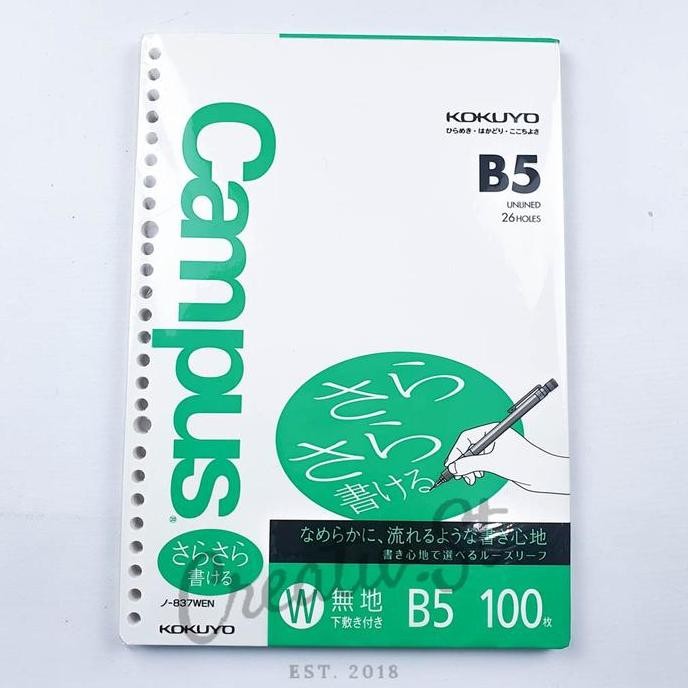 KOKUYO
ひらめき・はかどり・ここちよさ
B5
UNLINED
26 HOLES
Campus
さら
さら
書ける
なめらかに、流れるような書き心地
書き心地で選べるルーズリーフ
さらさら
書ける
ノ-837WEN
KOKUYO
W 無地 B5 100枚
下敷き付き
Creativ.St
EST. 2018